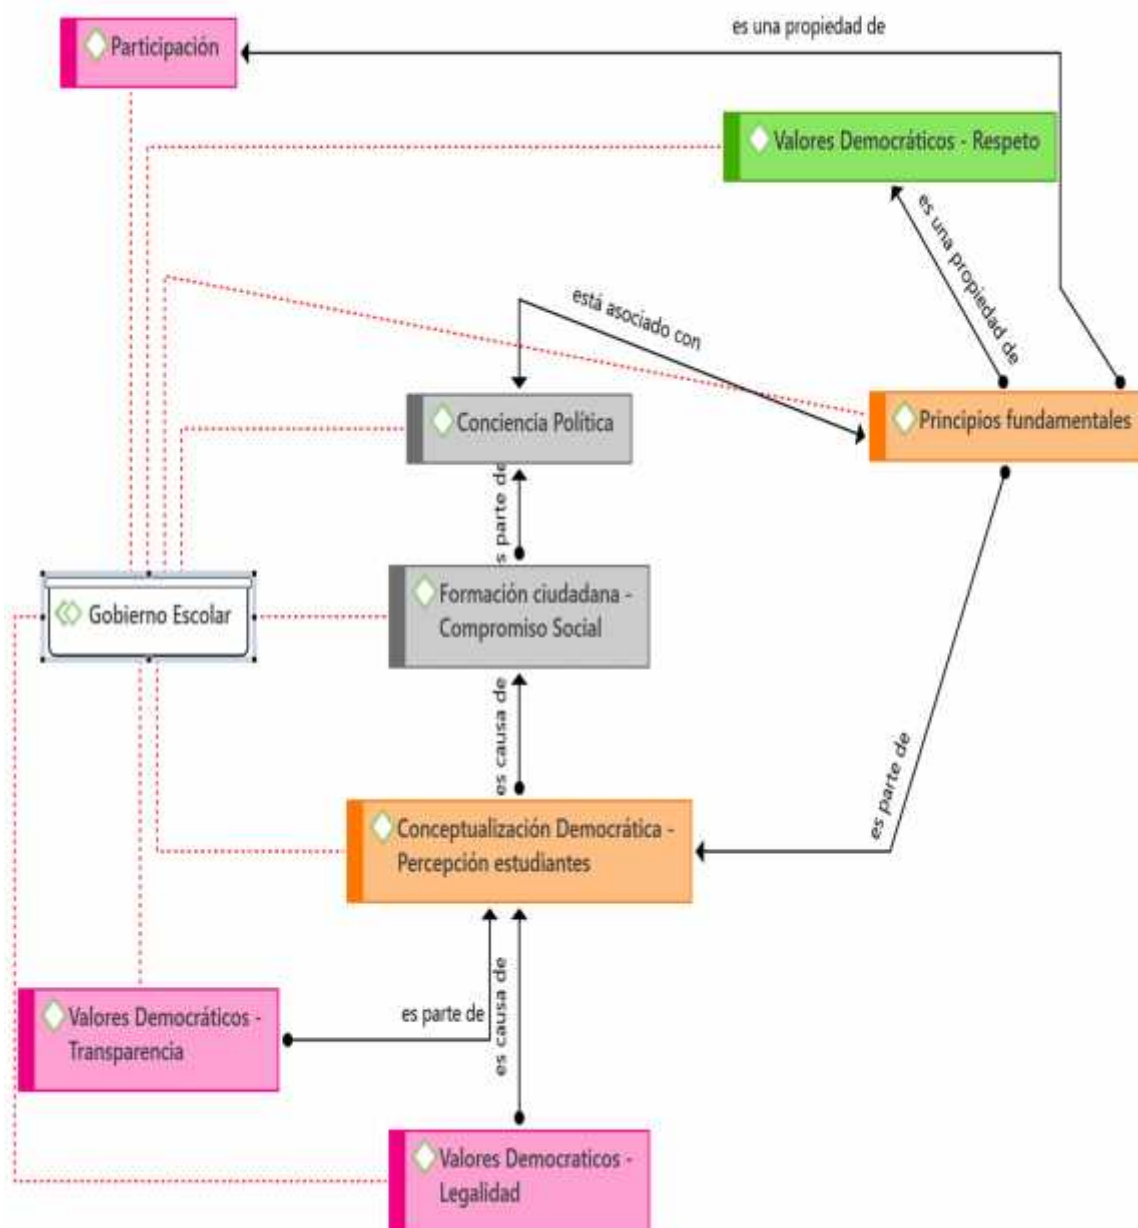 es una propiedad de
Participación
Valores Democráticos - Respeto
es una propiedad de
está asociado con
Conciencia Política
Principios fundamentales
s parte de
Formación ciudadana -
Compromiso Social
Gobierno Escolar
es causa de
es parte de
Conceptualización Democrática -
Percepción estudiantes
es causa de
es parte de
Valores Democráticos -
Transparencia
Valores Democraticos -
Legalidad